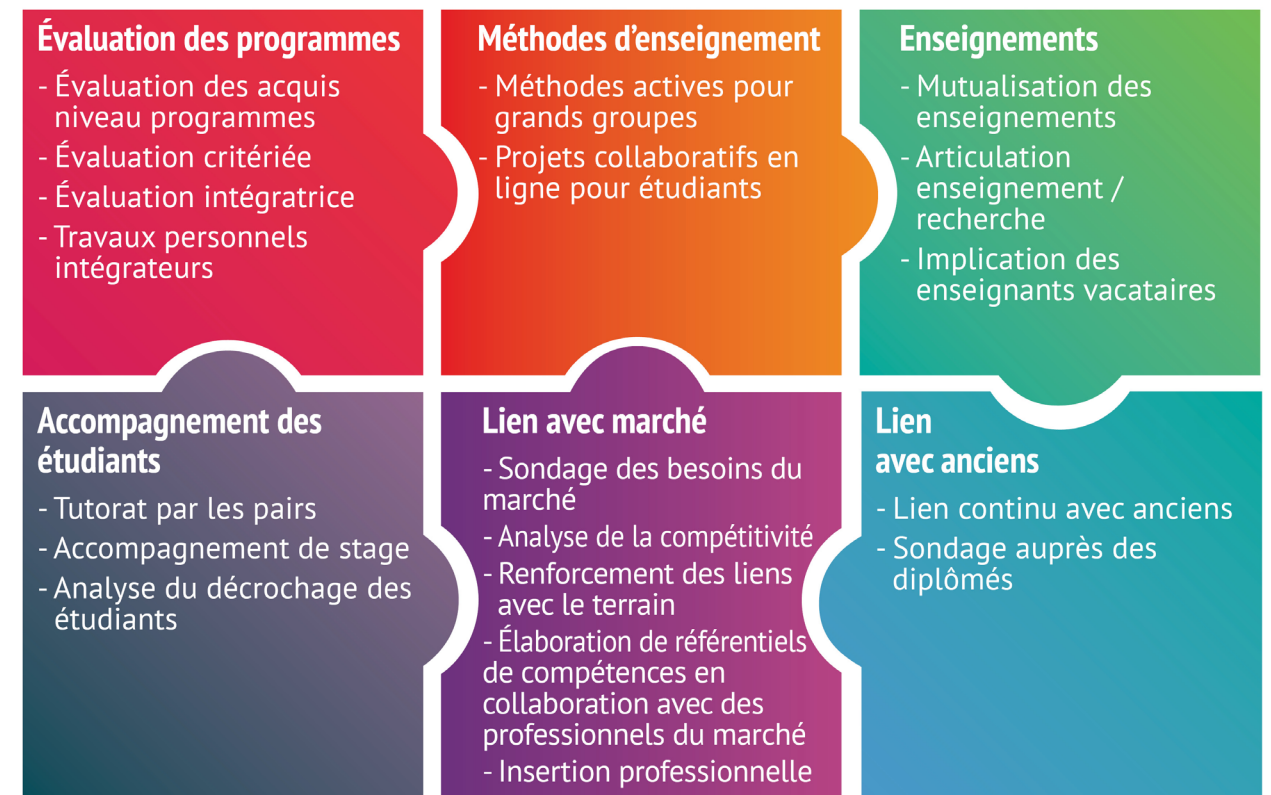 Évaluation des programmes
- Évaluation des acquis
niveau programmes
- Évaluation critériée
- Évaluation intégratrice
- Travaux personnels
intégrateurs
Méthodes d’enseignement
- Méthodes actives pour
grands groupes
- Projets collaboratifs en
ligne pour étudiants
Enseignements
- Mutualisation des
enseignements
- Articulation
enseignement /
recherche
- Implication des
enseignants vacataires
Accompagnement des
étudiants
- Tutorat par les pairs
- Accompagnement de stage
- Analyse du décrochage des
étudiants
Lien avec marché
- Sondage des besoins du
marché
- Analyse de la compétitivité
- Renforcement des liens
avec le terrain
- Élaboration de référentiels
de compétences en
collaboration avec des
professionnels du marché
- Insertion professionnelle
Lien
avec anciens
- Lien continu avec anciens
- Sondage auprès des
diplômés